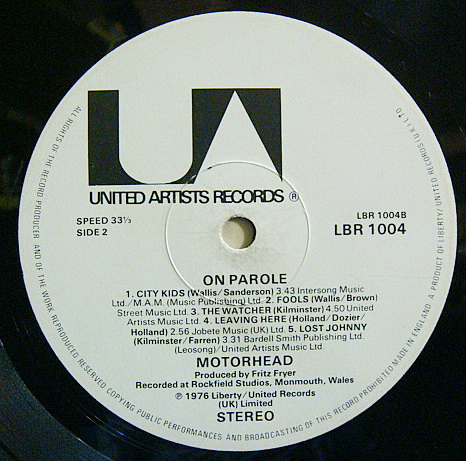 UA
UNITED ARTISTS RECORDS ®
SPEED 33⅓
SIDE 2
LBR 1004B
LBR 1004
ON PAROLE
1. CITY KIDS (Wallis/Sanderson) 3.43 Intersong Music
Ltd./M.A.M. (Music Publishing) Ltd. 2. FOOLS (Wallis/Brown)
Street Music Ltd. 3. THE WATCHER (Kilminster) 4.50 United
Artists Music Ltd. 4. LEAVING HERE (Holland/Dozier/
Holland) 2.56 Jobete Music (UK) Ltd. 5. LOST JOHNNY
(Kilminster/Farren) 3.31 Bardell Smith Publishing Ltd.
(Leosong)/United Artists Music Ltd.
MOTORHEAD
Produced by Fritz Fryer
Recorded at Rockfield Studios, Monmouth, Wales
℗ 1976 Liberty/United Records
(UK) Limited
STEREO
ALL RIGHTS OF THE RECORD PRODUCER AND OF THE OWNER OF THE RECORDED WORK RESERVED COPYING PUBLIC PERFORMANCES AND BROADCASTING OF THIS RECORD PROHIBITED MADE IN ENGLAND A PRODUCT OF LIBERTY/UNITED RECORDS (UK) LTD